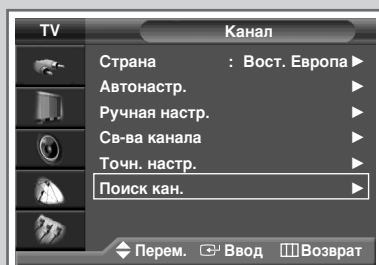 TV Канал
Страна : Вост. Европа
Автонастр.
Ручная настр.
Св-ва канала
Точн. настр.
Поиск кан.
Перем. Ввод Возврат